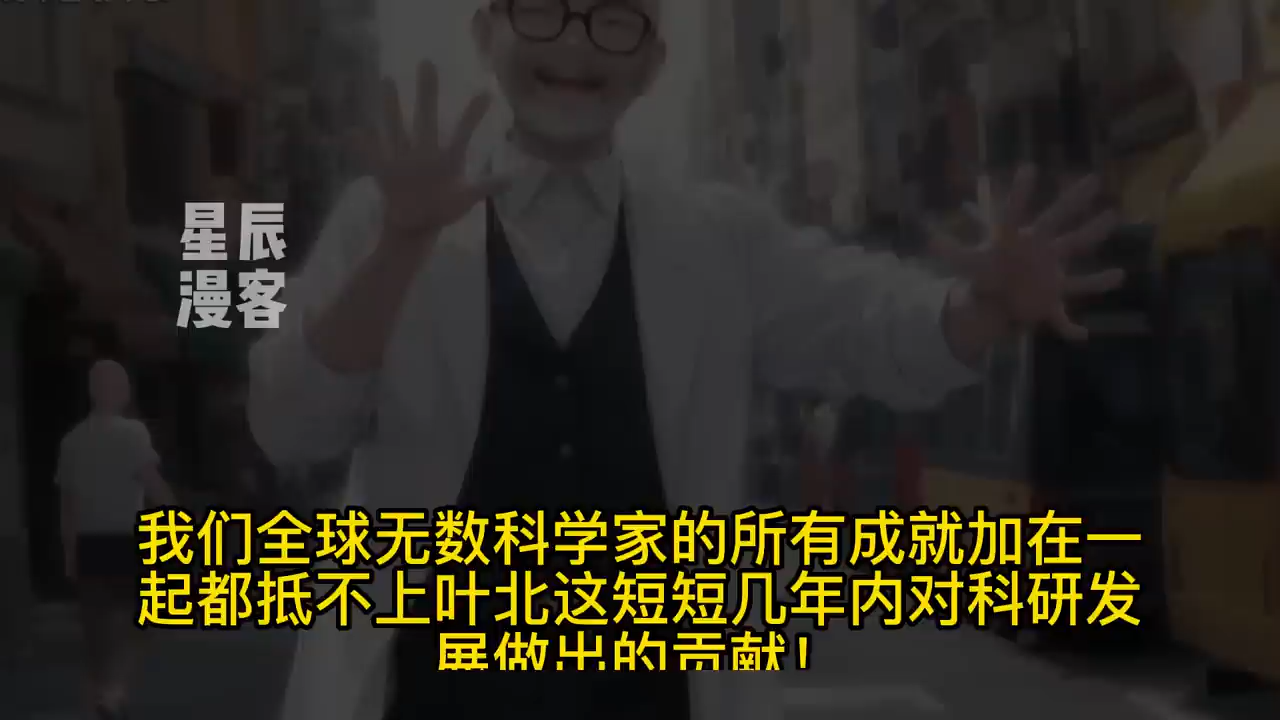 星辰
漫客
我们全球无数科学家的所有成就加在一
起都抵不上叶北这短短几年内对科研发
展做出的贡献！